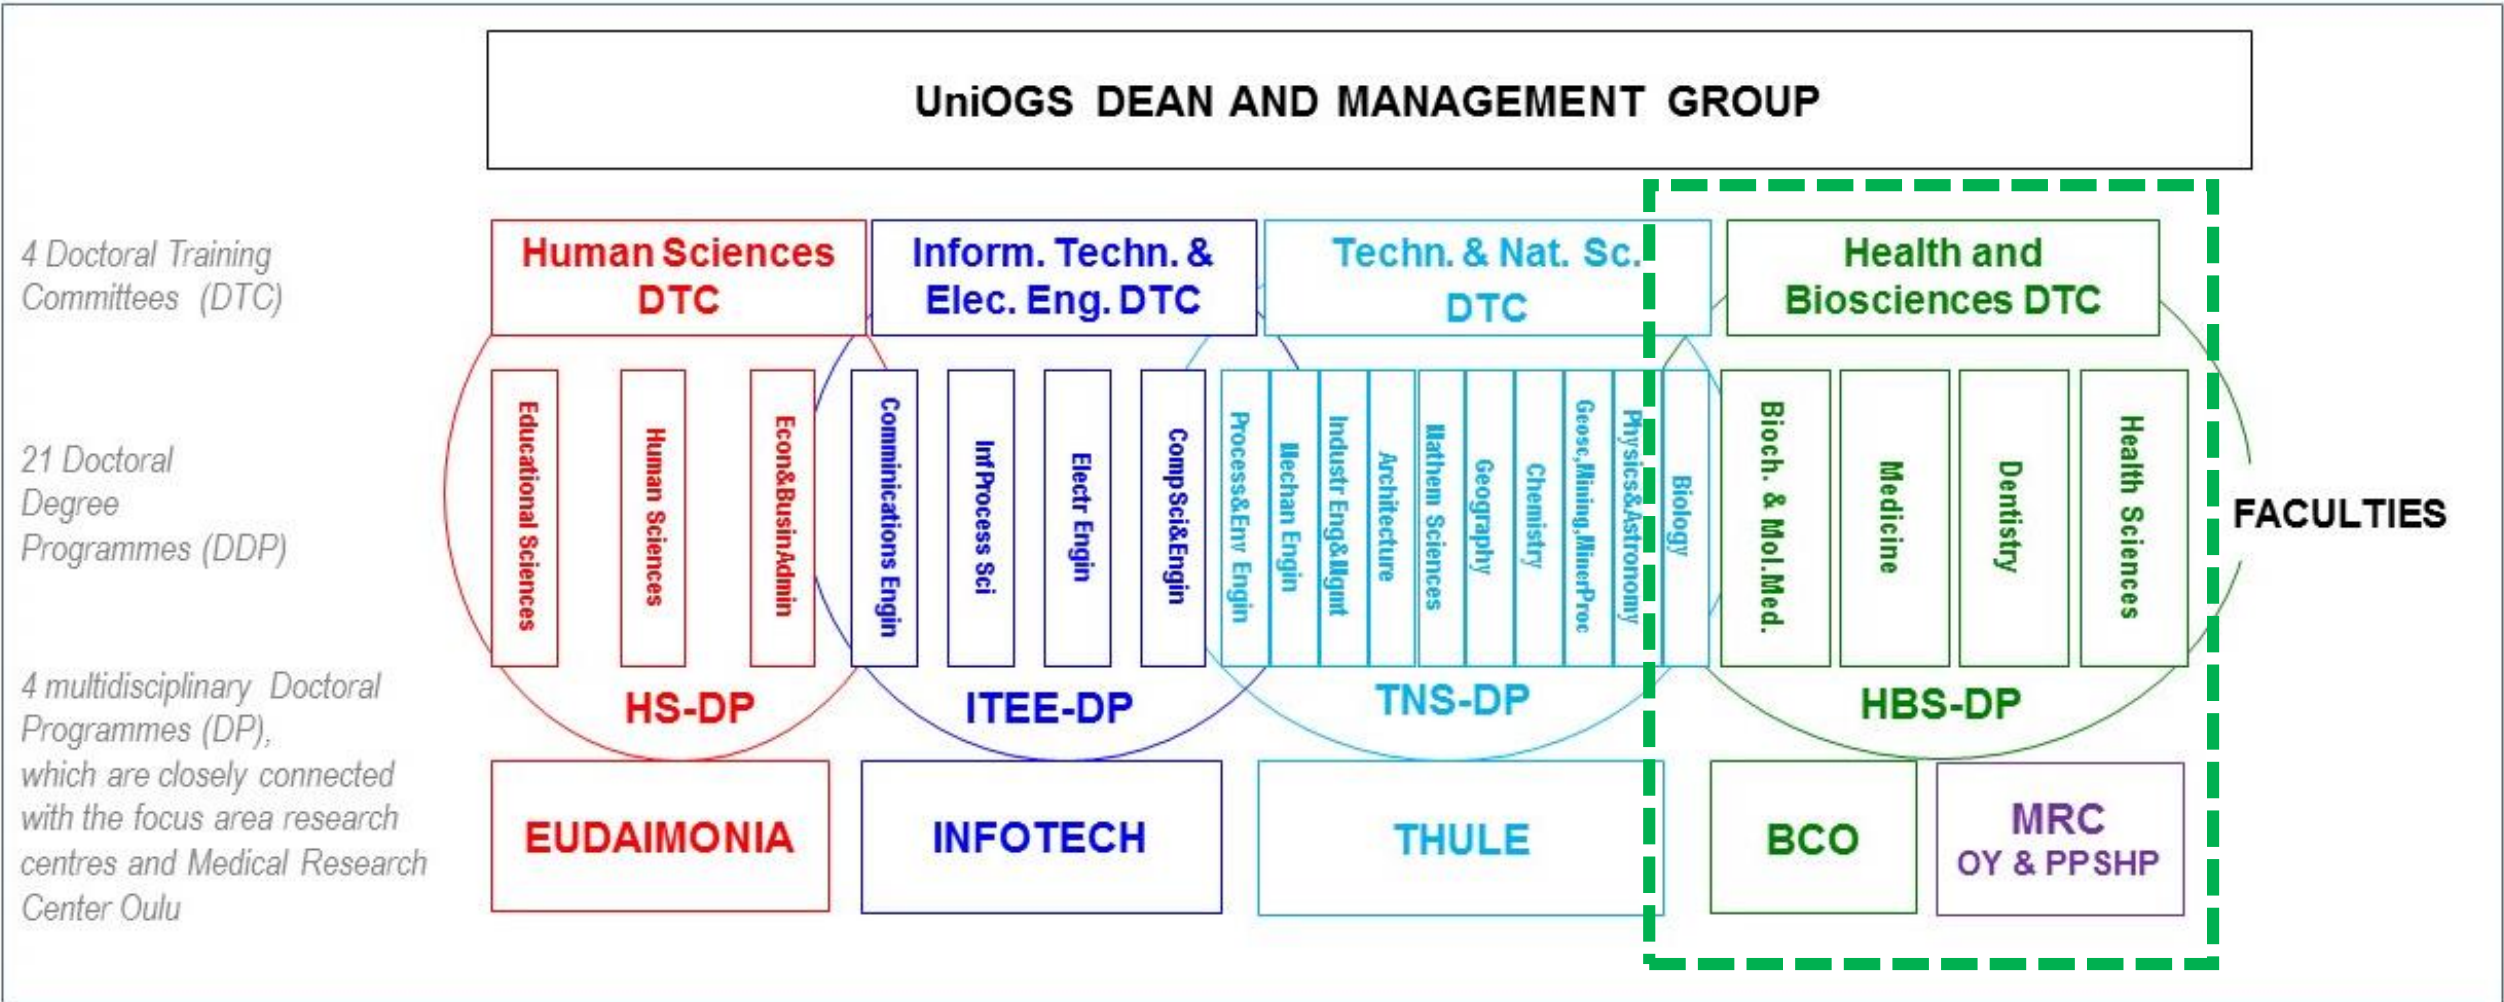 UniOGS DEAN AND MANAGEMENT GROUP
4 Doctoral Training
Committees (DTC)
Human Sciences
DTC
Inform. Techn. &
Elec. Eng. DTC
Techn. & Nat. Sc.
DTC
Health and
Biosciences DTC
21 Doctoral
Degree
Programmes (DDP)
Educational Sciences
Human Sciences
Econ&BusinAdmin
Comminications Engin
InfProcess Sci
Electr Engin
CompSci&Engin
Process&Env Engin
Mechan Engin
Industr Eng&Mgmt
Architecture
Mathem Sciences
Geography
Chemistry
Geosc,Mining,MinerProc
Physics&Astronomy
Biology
Bioch. & Mol.Med.
Medicine
Dentistry
Health Sciences
FACULTIES
4 multidisciplinary Doctoral
Programmes (DP),
which are closely connected
with the focus area research
centres and Medical Research
Center Oulu
HS-DP
ITEE-DP
TNS-DP
HBS-DP
EUDAIMONIA
INFOTECH
THULE
BCO
MRC
OY & PPSHP